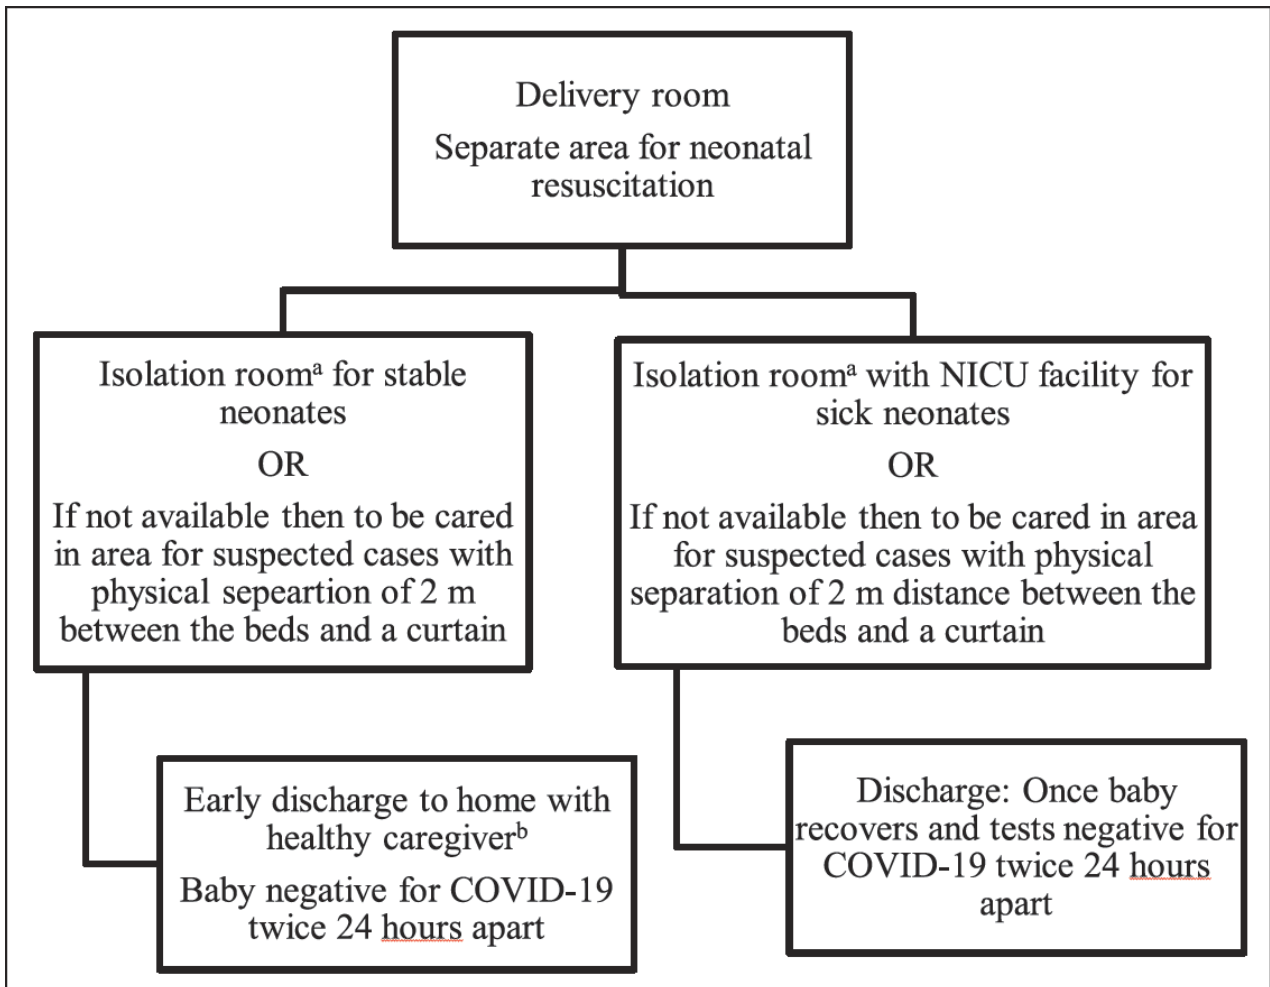 Delivery room
Separate area for neonatal
resuscitation
Isolation roomᵃ for stable
neonates
OR
If not available then to be cared
in area for suspected cases with
physical sepeartion of 2 m
between the beds and a curtain
Isolation roomᵃ with NICU facility for
sick neonates
OR
If not available then to be cared in area
for suspected cases with physical
separation of 2 m distance between the
beds and a curtain
Early discharge to home with
healthy caregiverᵇ
Baby negative for COVID-19
twice 24 hours apart
Discharge: Once baby
recovers and tests negative for
COVID-19 twice 24 hours
apart